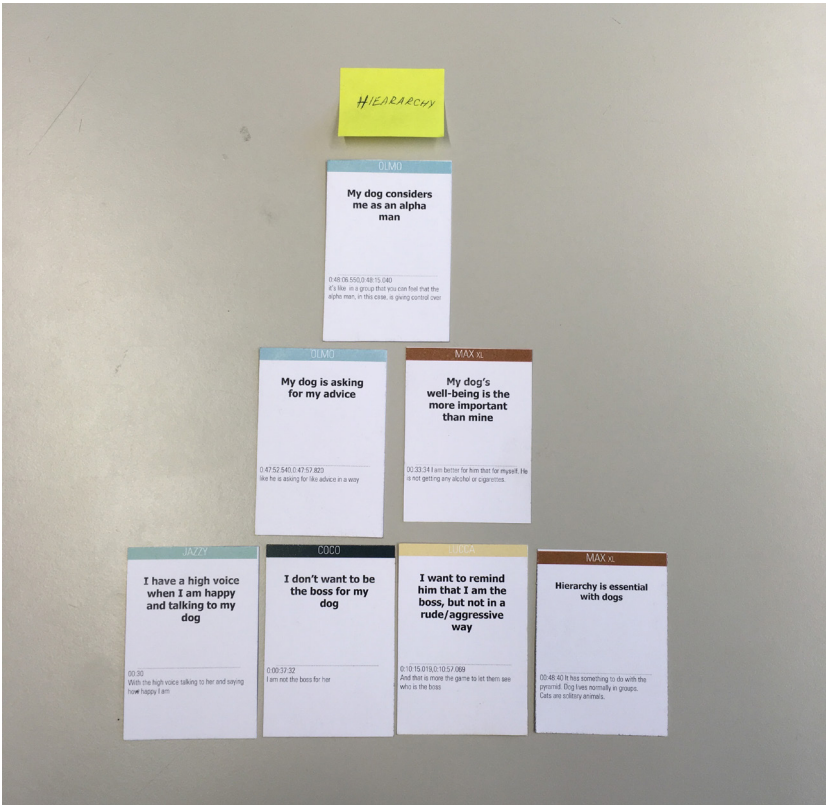 HIEARARCHY
OLMO
My dog considers
me as an alpha
man
0:48:06.550,0:48:15.040
it's like in a group that you can feel that the
alpha man, in this case, is giving control over
OLMO
My dog is asking
for my advice
0:47:52.540,0:47:57.820
like he is asking for like advice in a way
MAX XL
My dog's
well-being is the
more important
than mine
00:33:34 I am better for him that for myself. He
is not getting any alcohol or cigarettes.
JAZZY
I have a high voice
when I am happy
and talking to my
dog
00:30
With the high voice talking to her and saying
how happy I am
COCO
I don't want to be
the boss for my
dog
0:00:37:32
I am not the boss for her
LUCCA
I want to remind
him that I am the
boss, but not in a
rude/aggressive
way
0:10:15.019,0:10:57.069
And that is more the game to let them see
who is the boss
MAX XL
Hierarchy is essential
with dogs
00:48:40 It has something to do with the
pyramid. Dog lives normally in groups.
Cats are solitary animals.